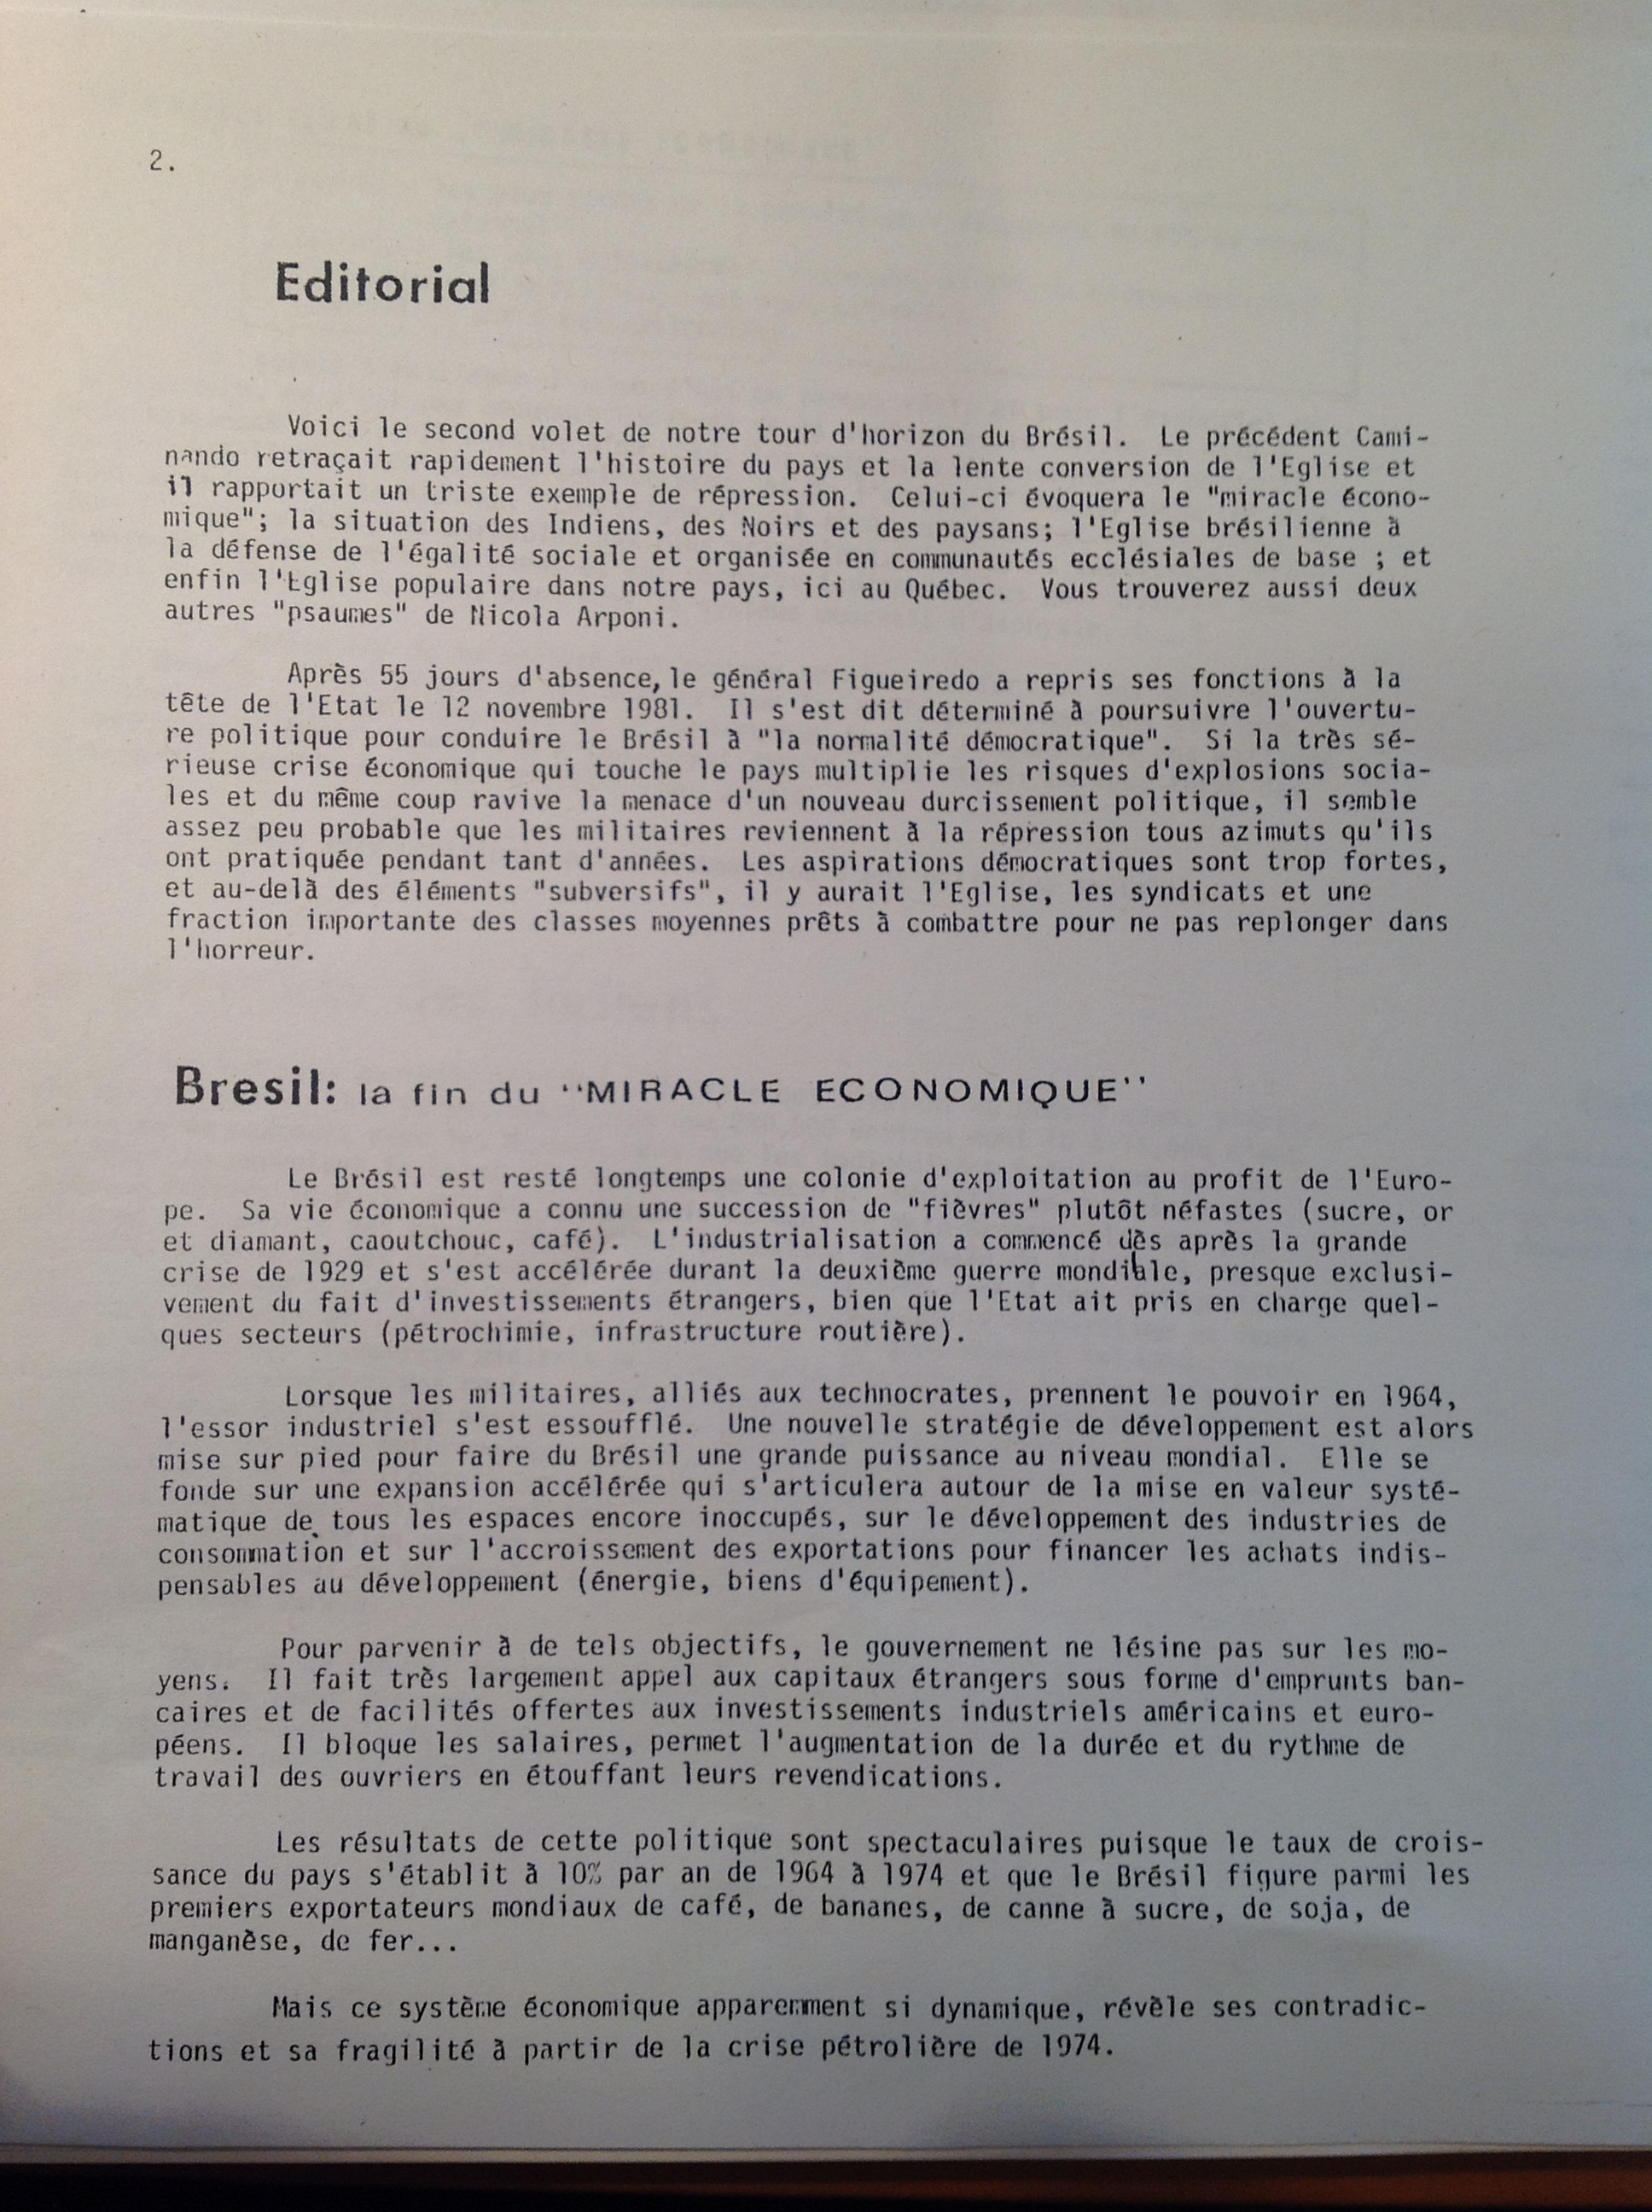 2.
Editorial
Voici le second volet de notre tour d'horizon du Brésil. Le précédent Cami-
nando retraçait rapidement l'histoire du pays et la lente conversion de l'Eglise et
il rapportait un triste exemple de répression. Celui-ci évoquera le "miracle écono-
mique"; la situation des Indiens, des Noirs et des paysans; l'Eglise brésilienne à
la défense de l'égalité sociale et organisée en communautés ecclésiales de base ; et
enfin l'Eglise populaire dans notre pays, ici au Québec. Vous trouverez aussi deux
autres "psaumes" de Nicola Arponi.
Après 55 jours d'absence, le général Figueiredo a repris ses fonctions à la
tête de l'Etat le 12 novembre 1981. Il s'est dit déterminé à poursuivre l'ouvertu-
re politique pour conduire le Brésil à "la normalité démocratique". Si la très sé-
rieuse crise économique qui touche le pays multiplie les risques d'explosions socia-
les et du même coup ravive la menace d'un nouveau durcissement politique, il semble
assez peu probable que les militaires reviennent à la répression tous azimuts qu'ils
ont pratiquée pendant tant d'années. Les aspirations démocratiques sont trop fortes,
et au-delà des éléments "subversifs", il y aurait l'Eglise, les syndicats et une
fraction importante des classes moyennes prêts à combattre pour ne pas replonger dans
l'horreur.
Bresil: la fin du "MIRACLE ECONOMIQUE"
Le Brésil est resté longtemps une colonie d'exploitation au profit de l'Euro-
pe. Sa vie économique a connu une succession de "fièvres" plutôt néfastes (sucre, or
et diamant, caoutchouc, café). L'industrialisation a commencé dès après la grande
crise de 1929 et s'est accélérée durant la deuxième guerre mondiale, presque exclusi-
vement du fait d'investissements étrangers, bien que l'Etat ait pris en charge quel-
ques secteurs (pétrochimie, infrastructure routière).
Lorsque les militaires, alliés aux technocrates, prennent le pouvoir en 1964,
l'essor industriel s'est essoufflé. Une nouvelle stratégie de développement est alors
mise sur pied pour faire du Brésil une grande puissance au niveau mondial. Elle se
fonde sur une expansion accélérée qui s'articulera autour de la mise en valeur systé-
matique de tous les espaces encore inoccupés, sur le développement des industries de
consommation et sur l'accroissement des exportations pour financer les achats indis-
pensables au développement (énergie, biens d'équipement).
Pour parvenir à de tels objectifs, le gouvernement ne lésine pas sur les mo-
yens. Il fait très largement appel aux capitaux étrangers sous forme d'emprunts ban-
caires et de facilités offertes aux investissements industriels américains et euro-
péens. Il bloque les salaires, permet l'augmentation de la durée et du rythme de
travail des ouvriers en étouffant leurs revendications.
Les résultats de cette politique sont spectaculaires puisque le taux de crois-
sance du pays s'établit à 10% par an de 1964 à 1974 et que le Brésil figure parmi les
premiers exportateurs mondiaux de café, de bananes, de canne à sucre, de soja, de
manganèse, de fer...
Mais ce système économique apparemment si dynamique, révèle ses contradic-
tions et sa fragilité à partir de la crise pétrolière de 1974.